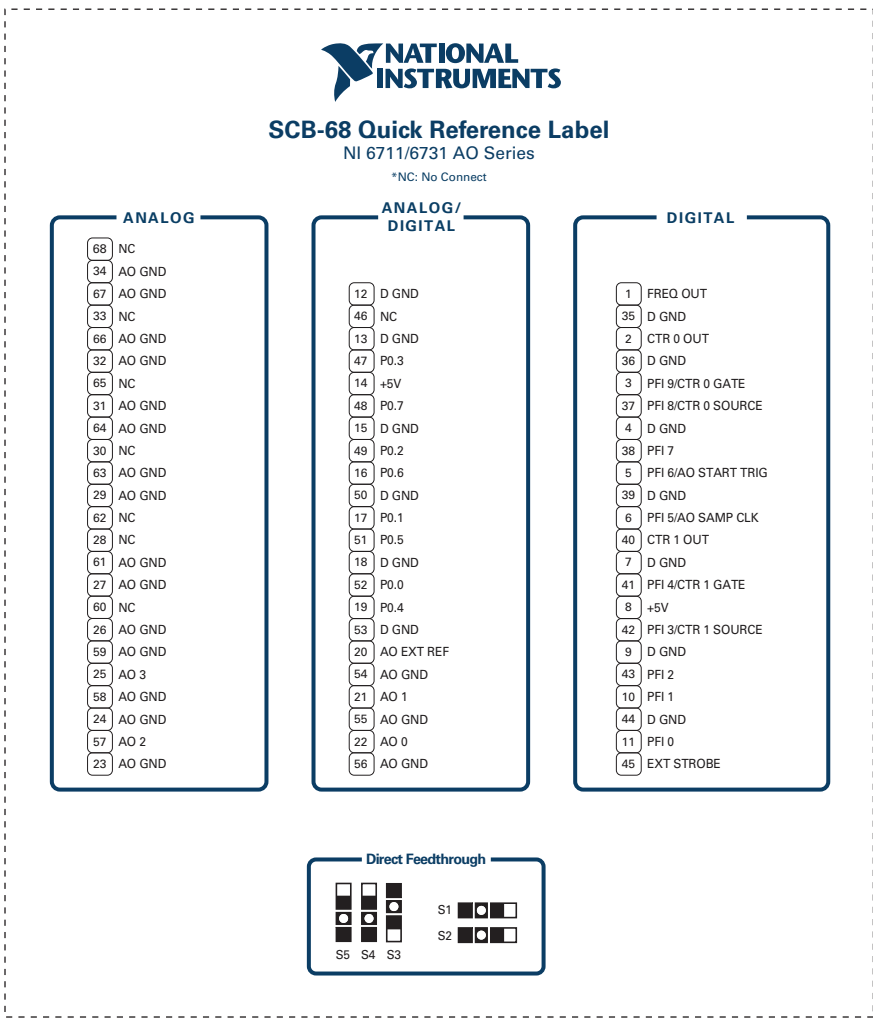 NATIONAL
INSTRUMENTS
SCB-68 Quick Reference Label
NI 6711/6731 AO Series
*NC: No Connect
ANALOG
68 NC
34 AO GND
67 AO GND
33 NC
66 AO GND
32 AO GND
65 NC
31 AO GND
64 AO GND
30 NC
63 AO GND
29 AO GND
62 NC
28 NC
61 AO GND
27 AO GND
60 NC
26 AO GND
59 AO GND
25 AO 3
58 AO GND
24 AO GND
57 AO 2
23 AO GND
ANALOG/
DIGITAL
12 D GND
46 NC
13 D GND
47 P0.3
14 +5V
48 P0.7
15 D GND
49 P0.2
16 P0.6
50 D GND
17 P0.1
51 P0.5
18 D GND
52 P0.0
19 P0.4
53 D GND
20 AO EXT REF
54 AO GND
21 AO 1
55 AO GND
22 AO 0
56 AO GND
DIGITAL
1 FREQ OUT
35 D GND
2 CTR 0 OUT
36 D GND
3 PFI 9/CTR 0 GATE
37 PFI 8/CTR 0 SOURCE
4 D GND
38 PFI 7
5 PFI 6/AO START TRIG
39 D GND
6 PFI 5/AO SAMP CLK
40 CTR 1 OUT
7 D GND
41 PFI 4/CTR 1 GATE
8 +5V
42 PFI 3/CTR 1 SOURCE
9 D GND
43 PFI 2
10 PFI 1
44 D GND
11 PFI 0
45 EXT STROBE
Direct Feedthrough
S1
S2
S5 S4 S3